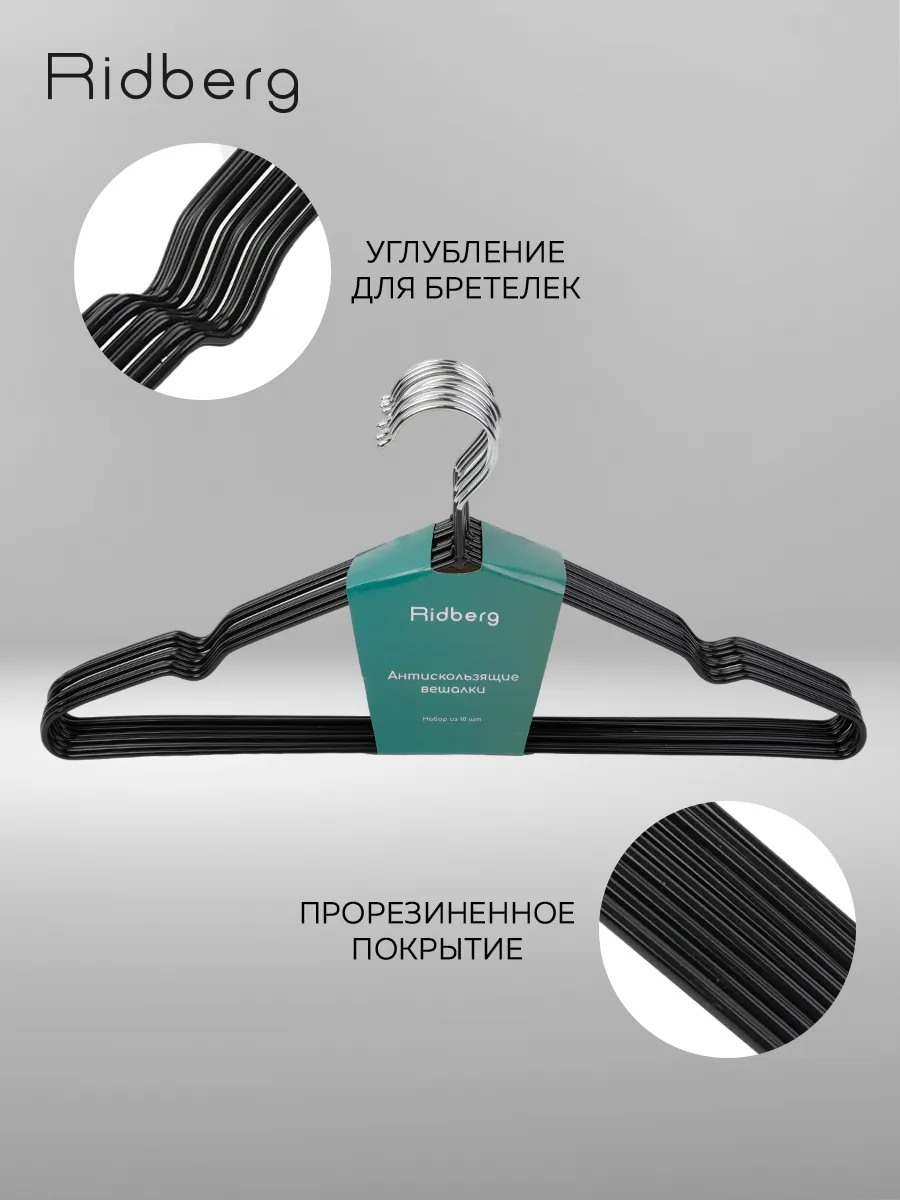 Ridberg
УГЛУБЛЕНИЕ
ДЛЯ БРЕТЕЛЕК
Ridberg
Антискользящие
вешалки
Набор из 10 шт
ПРОРЕЗИНЕННОЕ
ПОКРЫТИЕ